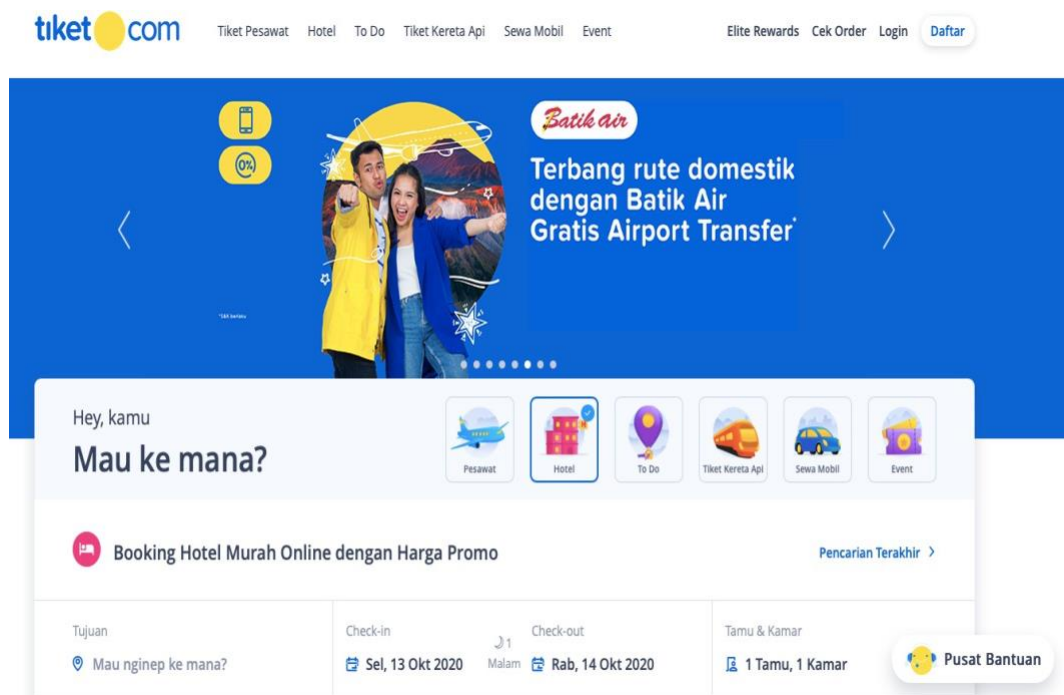 tiket com
Tiket Pesawat Hotel To Do Tiket Kereta Api Sewa Mobil Event
Elite Rewards Cek Order Login Daftar
0%
Batik air
Terbang rute domestik
dengan Batik Air
Gratis Airport Transfer*
*S&K berlaku
Hey, kamu
Mau ke mana?
Pesawat
Hotel
To Do
Tiket Kereta Api
Sewa Mobil
Event
Booking Hotel Murah Online dengan Harga Promo
Pencarian Terakhir
Tujuan
Mau nginep ke mana?
Check-in
Sel, 13 Okt 2020
1
Malam
Check-out
Rab, 14 Okt 2020
Tamu & Kamar
1 Tamu, 1 Kamar
Pusat Bantuan